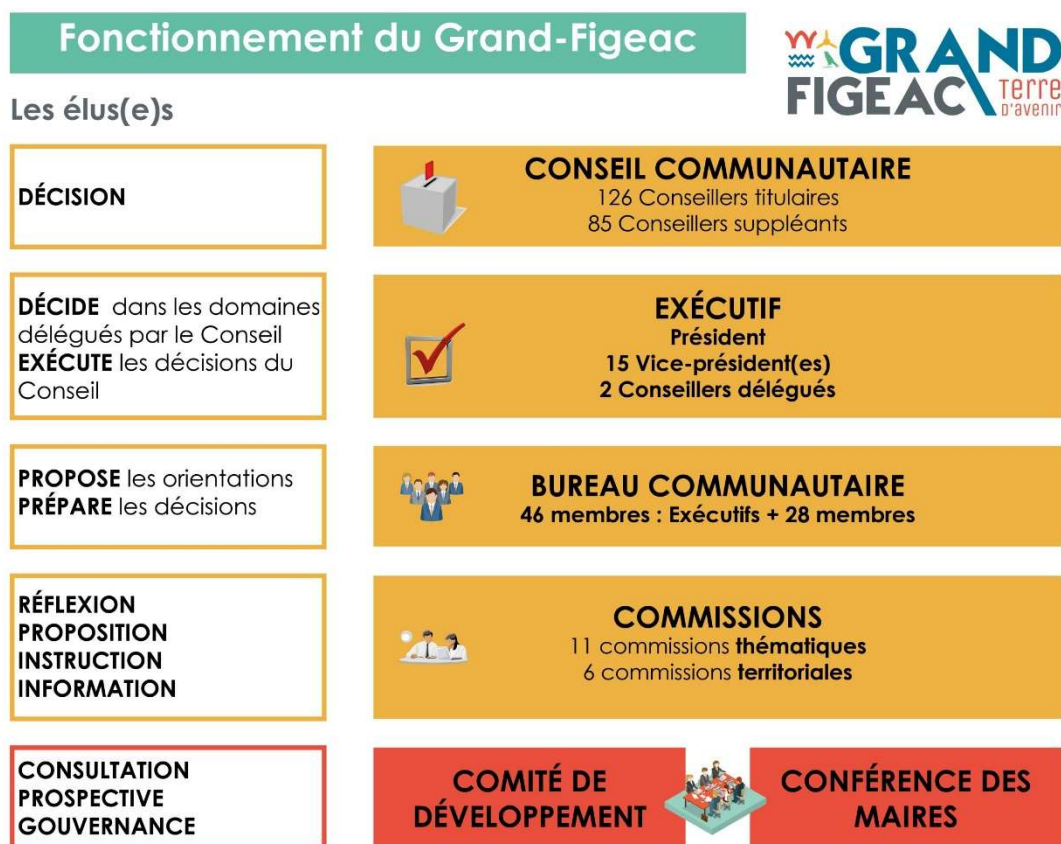 Fonctionnement du Grand-Figeac
GRAND
FIGEAC Terre
D'avenir
Les élus(e)s
DÉCISION
CONSEIL COMMUNAUTAIRE
126 Conseillers titulaires
85 Conseillers suppléants
DÉCIDE dans les domaines
délégués par le Conseil
EXÉCUTE les décisions du
Conseil
EXÉCUTIF
Président
15 Vice-président(es)
2 Conseillers délégués
PROPOSE les orientations
PRÉPARE les décisions
BUREAU COMMUNAUTAIRE
46 membres : Exécutifs + 28 membres
RÉFLEXION
PROPOSITION
INSTRUCTION
INFORMATION
COMMISSIONS
11 commissions thématiques
6 commissions territoriales
CONSULTATION
PROSPECTIVE
GOUVERNANCE
COMITÉ DE
DÉVELOPPEMENT
CONFÉRENCE DES
MAIRES